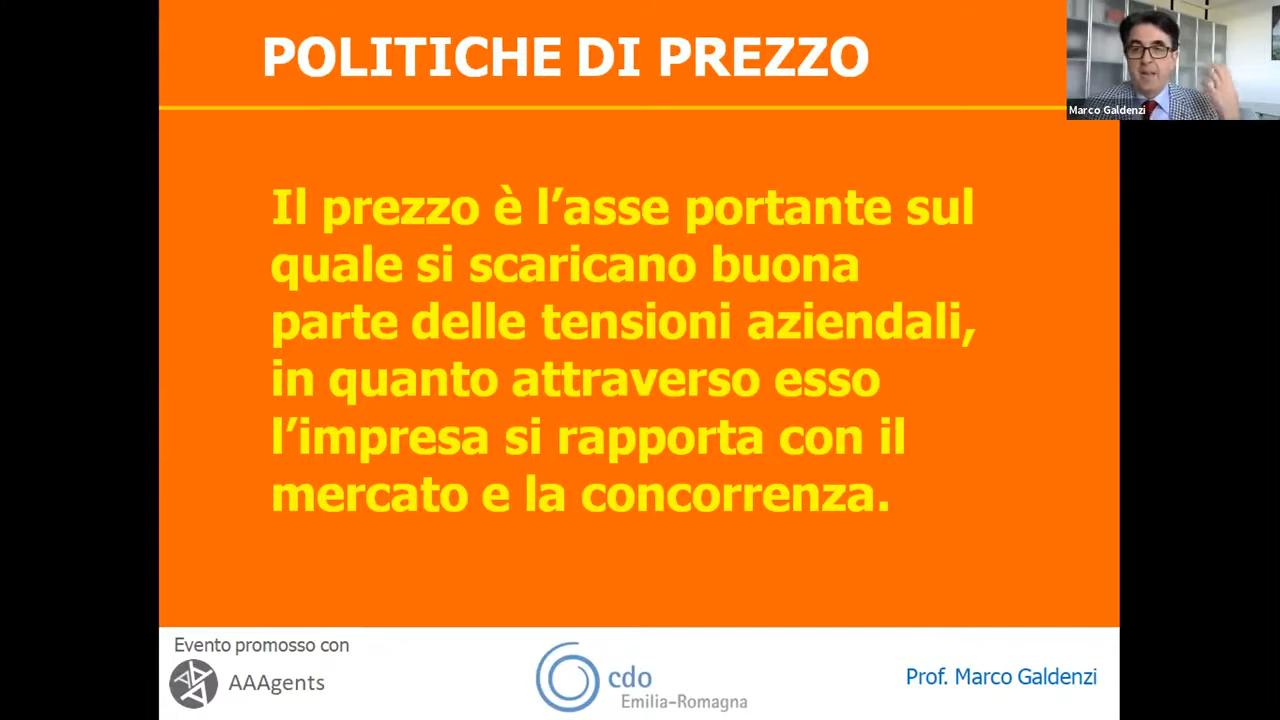 POLITICHE DI PREZZO
Marco Galdenzi
Il prezzo è l’asse portante sul
quale si scaricano buona
parte delle tensioni aziendali,
in quanto attraverso esso
l’impresa si rapporta con il
mercato e la concorrenza.
Evento promosso con
AAAgents
cdo
Emilia-Romagna
Prof. Marco Galdenzi